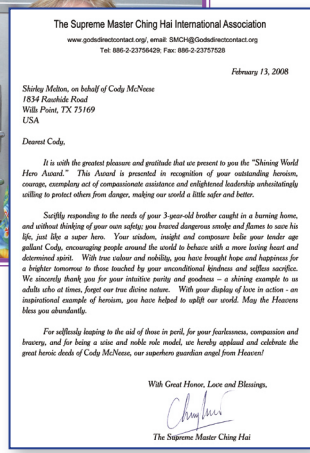 The Supreme Master Ching Hai International Association
www.godsdirectcontact.org/, email: SMCH@Godsdirectcontact.org
Tel: 886-2-23756429; Fax: 886-2-23757528
February 13, 2008
Shirley Melton, on behalf of Cody McNeese
1834 Rawhide Road
Wills Point, TX 75169
USA
Dearest Cody,
It is with the greatest pleasure and gratitude that we present to you the "Shining World
Hero Award." This Award is presented in recognition of your outstanding heroism,
courage, exemplary act of compassionate assistance and enlightened leadership unhesitatingly
willing to protect others from danger, making our world a little safer and better.
Swiftly responding to the needs of your 3-year-old brother caught in a burning home,
and without thinking of your own safety; you braved dangerous smoke and flames to save his
life, just like a super hero. Your wisdom, insight and composure belie your tender age
gallant Cody, encouraging people around the world to behave with a more loving heart and
determined spirit. With true valour and nobility, you have brought hope and happiness for
a brighter tomorrow to those touched by your unconditional kindness and selfless sacrifice.
We sincerely thank you for your intuitive purity and goodness – a shining example to us
adults who at times, forget our true divine nature. With your display of love in action - an
inspirational example of heroism, you have helped to uplift our world. May the Heavens
bless you abundantly.
For selflessly leaping to the aid of those in peril, for your fearlessness, compassion and
bravery, and for being a wise and noble role model, we hereby applaud and celebrate the
great heroic deeds of Cody McNeese, our superhero guardian angel from Heaven!
With Great Honor, Love and Blessings,
The Supreme Master Ching Hai